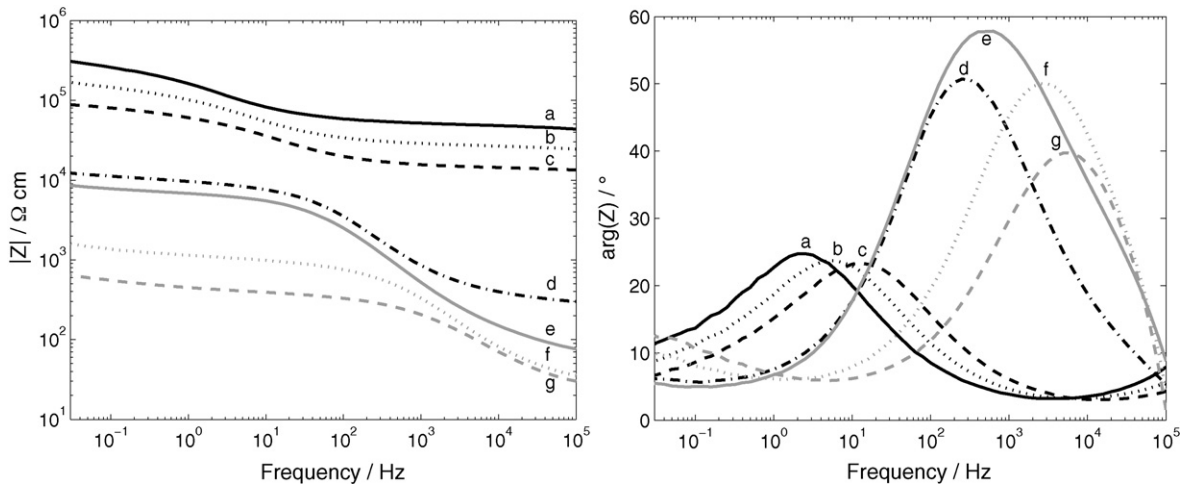 10^6
10^5
10^4
10^3
10^2
10^1
|Z| / Ω cm
a
b
c
d
e
f
g
10^-1
10^0
10^1
10^2
10^3
10^4
10^5
Frequency / Hz
60
50
40
30
20
10
0
arg(Z) / °
e
d
f
g
a
b
c
10^-1
10^0
10^1
10^2
10^3
10^4
10^5
Frequency / Hz